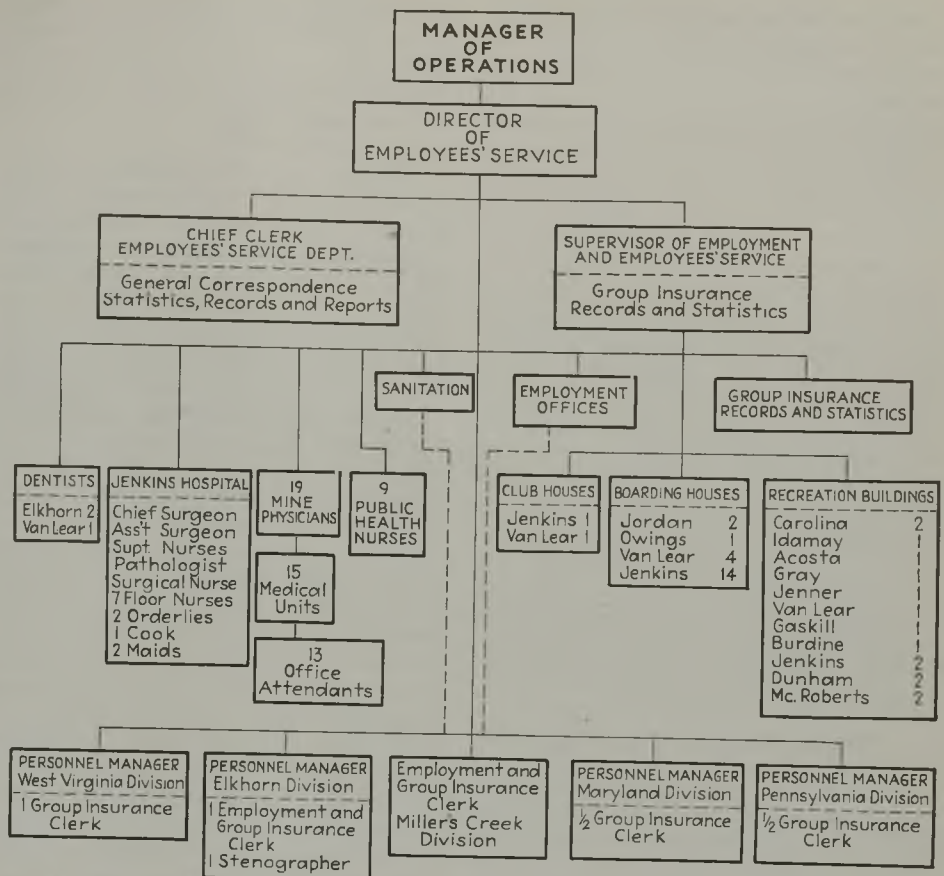 MANAGER
OF
OPERATIONS
DIRECTOR
OF
EMPLOYEES' SERVICE
CHIEF CLERK
EMPLOYEES' SERVICE DEPT.
General Correspondence
Statistics, Records and Reports
SUPERVISOR OF EMPLOYMENT
AND EMPLOYEES' SERVICE
Group Insurance
Records and Statistics
SANITATION
EMPLOYMENT
OFFICES
GROUP INSURANCE
RECORDS AND STATISTICS
DENTISTS
Elkhorn 2
Van Lear 1
JENKINS HOSPITAL
Chief Surgeon
Ass't Surgeon
Supt. Nurses
Pathologist
Surgical Nurse
7 Floor Nurses
2 Orderlies
1 Cook
2 Maids
19
MINE
PHYSICIANS
15
Medical
Units
13
Office
Attendants
9
PUBLIC
HEALTH
NURSES
CLUB HOUSES
Jenkins 1
Van Lear 1
BOARDING HOUSES
Jordan 2
Owings 1
Van Lear 4
Jenkins 14
RECREATION BUILDINGS
Carolina 2
Idamay 1
Acosta 1
Gray 1
Jenner 1
Van Lear 1
Gaskill 1
Burdine 1
Jenkins 2
Dunham 2
Mc. Roberts 2
PERSONNEL MANAGER
West Virginia Division
1 Group Insurance
Clerk
PERSONNEL MANAGER
Elkhorn Division
1 Employment and
Group Insurance
Clerk
1 Stenographer
Employment and
Group Insurance
Clerk
Miller's Creek
Division
PERSONNEL MANAGER
Maryland Division
½ Group Insurance
Clerk
PERSONNEL MANAGER
Pennsylvania Division
½ Group Insurance
Clerk